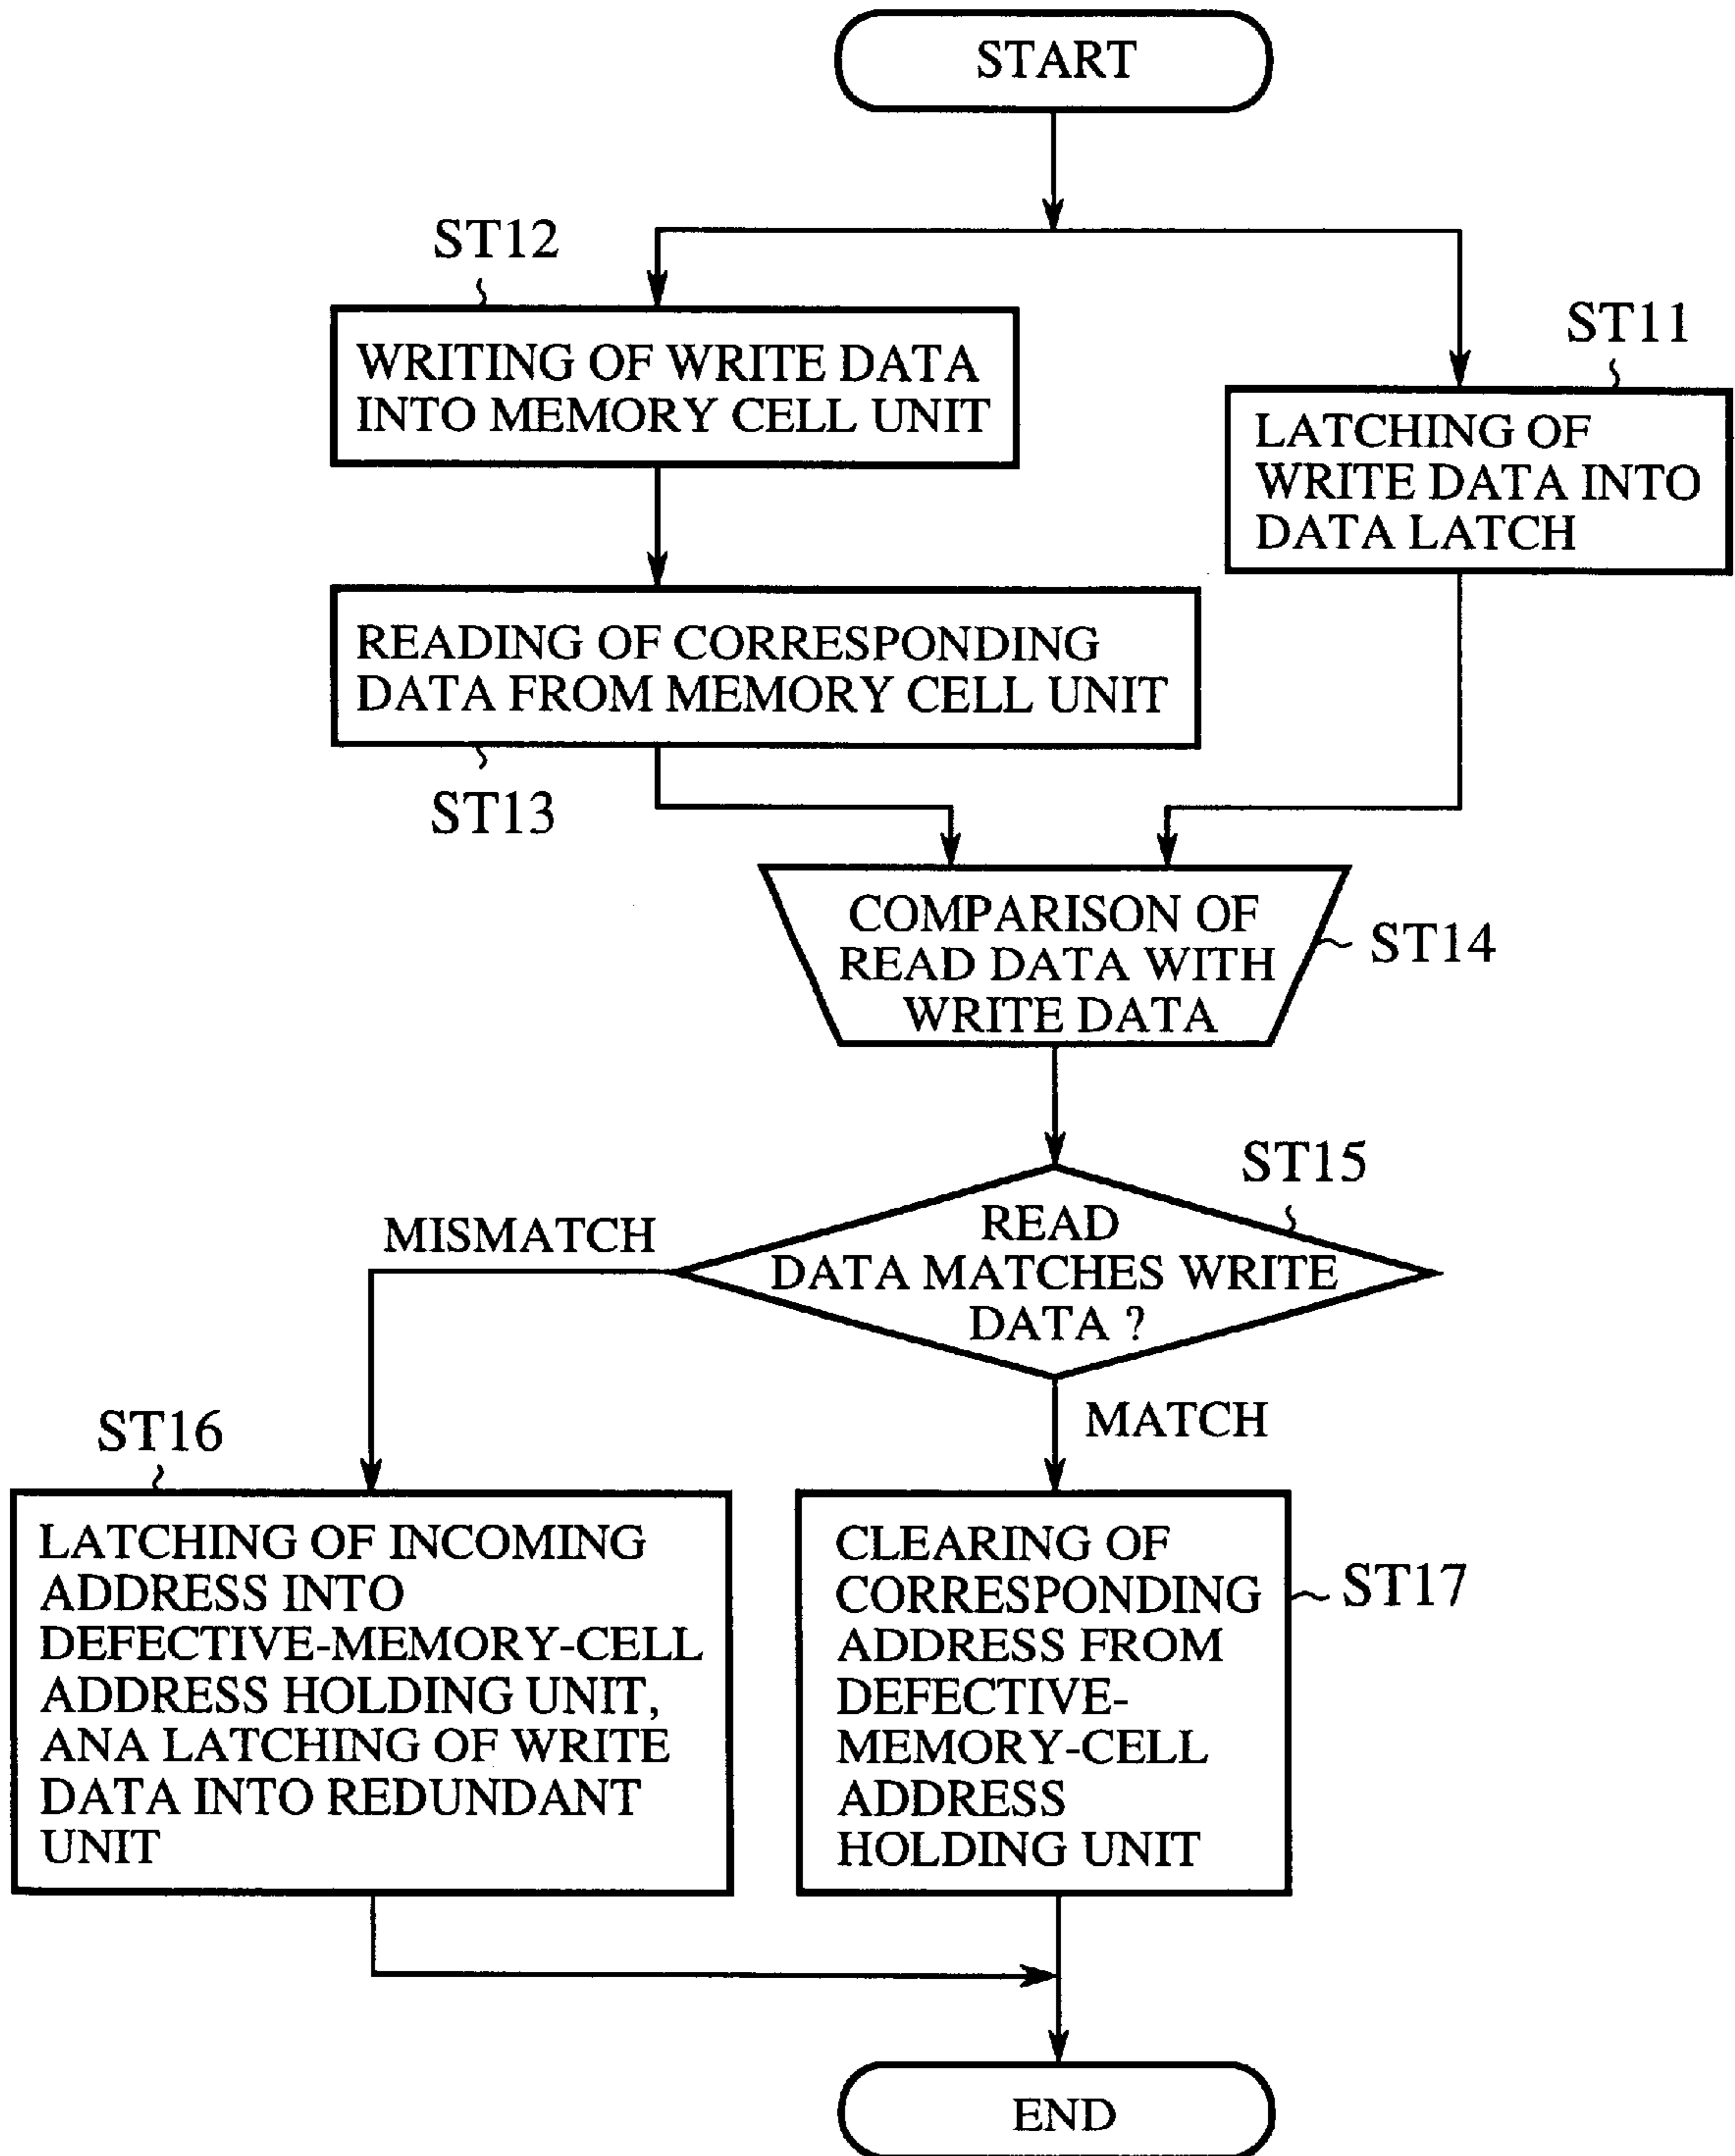 START
ST12
WRITING OF WRITE DATA
INTO MEMORY CELL UNIT
ST11
LATCHING OF
WRITE DATA INTO
DATA LATCH
READING OF CORRESPONDING
DATA FROM MEMORY CELL UNIT
ST13
COMPARISON OF
READ DATA WITH
WRITE DATA
ST14
ST15
READ
DATA MATCHES WRITE
DATA ?
MISMATCH
MATCH
ST16
LATCHING OF INCOMING
ADDRESS INTO
DEFECTIVE-MEMORY-CELL
ADDRESS HOLDING UNIT,
ANA LATCHING OF WRITE
DATA INTO REDUNDANT
UNIT
CLEARING OF
CORRESPONDING
ADDRESS FROM
DEFECTIVE-
MEMORY-CELL
ADDRESS
HOLDING UNIT
ST17
END